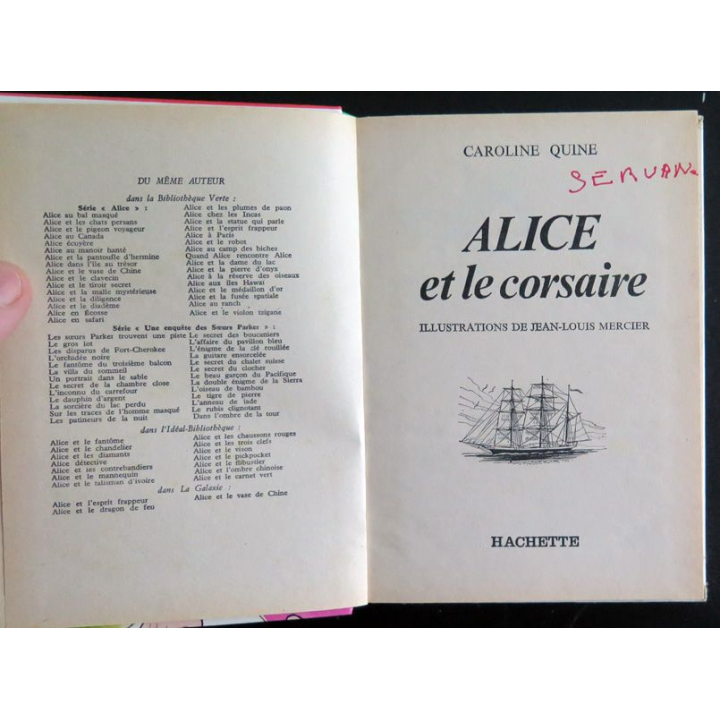 DU MÊME AUTEUR
dans la Bibliothèque Verte :
Série « Alice » :
Alice au bal masqué
Alice et les chats persans
Alice et le pigeon voyageur
Alice au Canada
Alice écuyère
Alice au manoir hanté
Alice et la pantoufle d'hermine
Alice dans l'île au trésor
Alice et le vase de Chine
Alice et le clavecin
Alice et le tiroir secret
Alice et la malle mystérieuse
Alice et la diligence
Alice et le diadème
Alice en Écosse
Alice en safari
Alice et les plumes de paon
Alice chez les Incas
Alice et la statue qui parle
Alice et l'esprit frappeur
Alice à Paris
Alice et le robot
Alice au camp des biches
Quand Alice rencontre Alice
Alice et la dame du lac
Alice et la pierre d'onyx
Alice à la réserve des oiseaux
Alice aux Iles Hawaï
Alice et le médaillon d'or
Alice et la fusée spatiale
Alice au ranch
Alice et le violon tzigane
Série « Une enquête des Sœurs Parker » :
Les sœurs Parker trouvent une piste
Le gros lot
Les disparus de Fort-Cherokee
L'orchidée noire
Le fantôme du troisième balcon
La villa du sommeil
Un portrait dans le sable
Le secret de la chambre close
L'inconnu du carrefour
Le dauphin d'argent
La sorcière du lac perdu
Sur les traces de l'homme masqué
Les patineurs de la nuit
Le secret des boucaniers
L'affaire du pavillon bleu
L'énigme de la clé rouillée
La guitare ensorcelée
Le secret du chalet suisse
Le secret du clocher
Le beau garçon du Pacifique
La double énigme de la Sierra
L'oiseau de bambou
Le tigre de pierre
L'anneau de jade
Le rubis clignotant
Dans l'ombre de la tour
dans l'Idéal-Bibliothèque :
Alice et le fantôme
Alice et le chandelier
Alice et les diamants
Alice détective
Alice et ses contrebandiers
Alice et le mannequin
Alice et le talisman d'ivoire
Alice et les chaussons rouges
Alice et les trois clefs
Alice et le vison
Alice et le pickpocket
Alice et le flibustier
Alice et l'ombre chinoise
Alice et le carnet vert
dans La Galaxie :
Alice et l'esprit frappeur
Alice et le dragon de feu
Alice et le vase de Chine
CAROLINE QUINE
SERVAN.
ALICE
et le corsaire
ILLUSTRATIONS DE JEAN-LOUIS MERCIER
HACHETTE